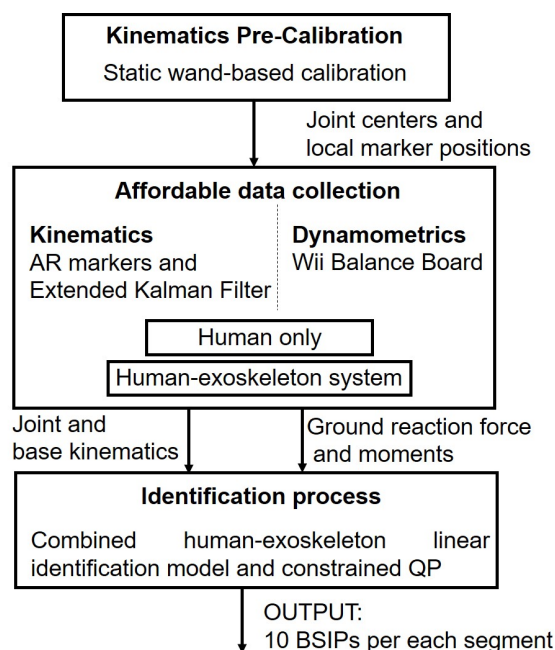 Kinematics Pre-Calibration
Static wand-based calibration
Joint centers and
local marker positions
Affordable data collection
Kinematics
AR markers and
Extended Kalman Filter
Dynamometrics
Wii Balance Board
Human only
Human-exoskeleton system
Joint and
base kinematics
Ground reaction force
and moments
Identification process
Combined human-exoskeleton linear
identification model and constrained QP
OUTPUT:
10 BSIPs per each segment